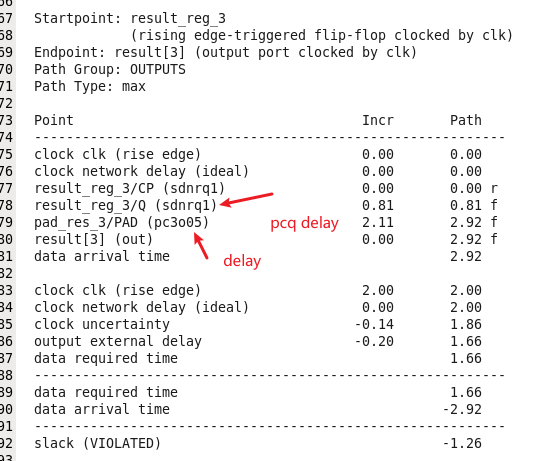 66
67 Startpoint: result_reg_3
68 (rising edge-triggered flip-flop clocked by clk)
69 Endpoint: result[3] (output port clocked by clk)
70 Path Group: OUTPUTS
71 Path Type: max
72
73 Point Incr Path
74 -----------------------------------------------------------
75 clock clk (rise edge) 0.00 0.00
76 clock network delay (ideal) 0.00 0.00
77 result_reg_3/CP (sdnrq1) 0.00 0.00 r
78 result_reg_3/Q (sdnrq1) 0.81 0.81 f
79 pad_res_3/PAD (pc3o05) pcq delay 2.11 2.92 f
80 result[3] (out) 0.00 2.92 f
81 data arrival time delay 2.92
82
83 clock clk (rise edge) 2.00 2.00
84 clock network delay (ideal) 0.00 2.00
85 clock uncertainty -0.14 1.86
86 output external delay -0.20 1.66
87 data required time 1.66
88 -----------------------------------------------------------
89 data required time 1.66
90 data arrival time -2.92
91 -----------------------------------------------------------
92 slack (VIOLATED) -1.26
93